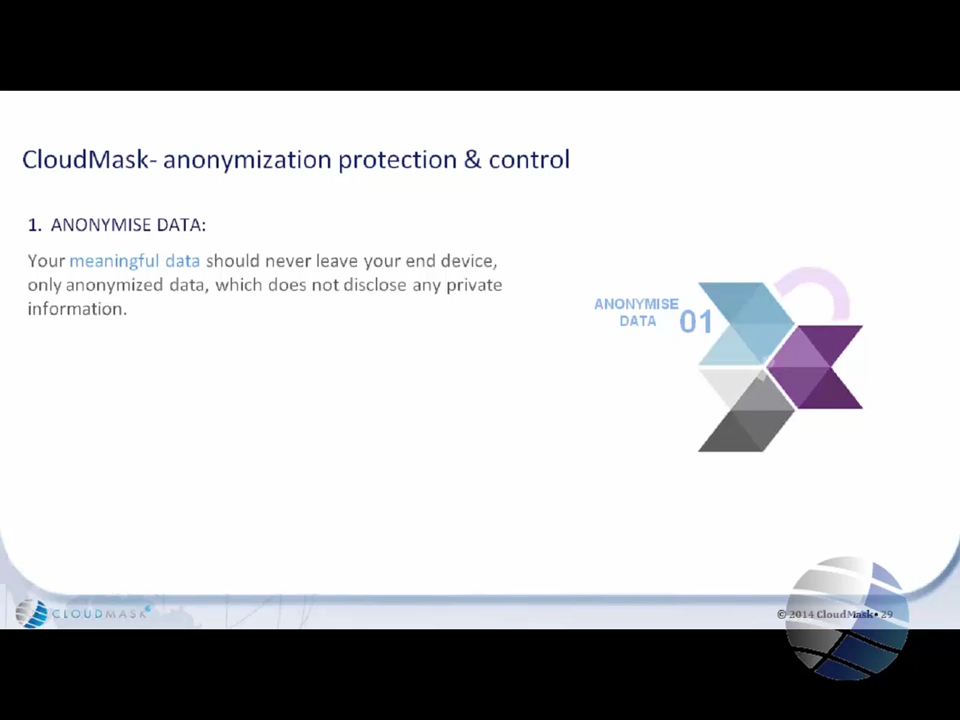 CloudMask- anonymization protection & control
1. ANONYMISE DATA:
Your meaningful data should never leave your end device,
only anonymized data, which does not disclose any private
information.
ANONYMISE
DATA
01
CLOUDMASK
© 2014 CloudMask• 29